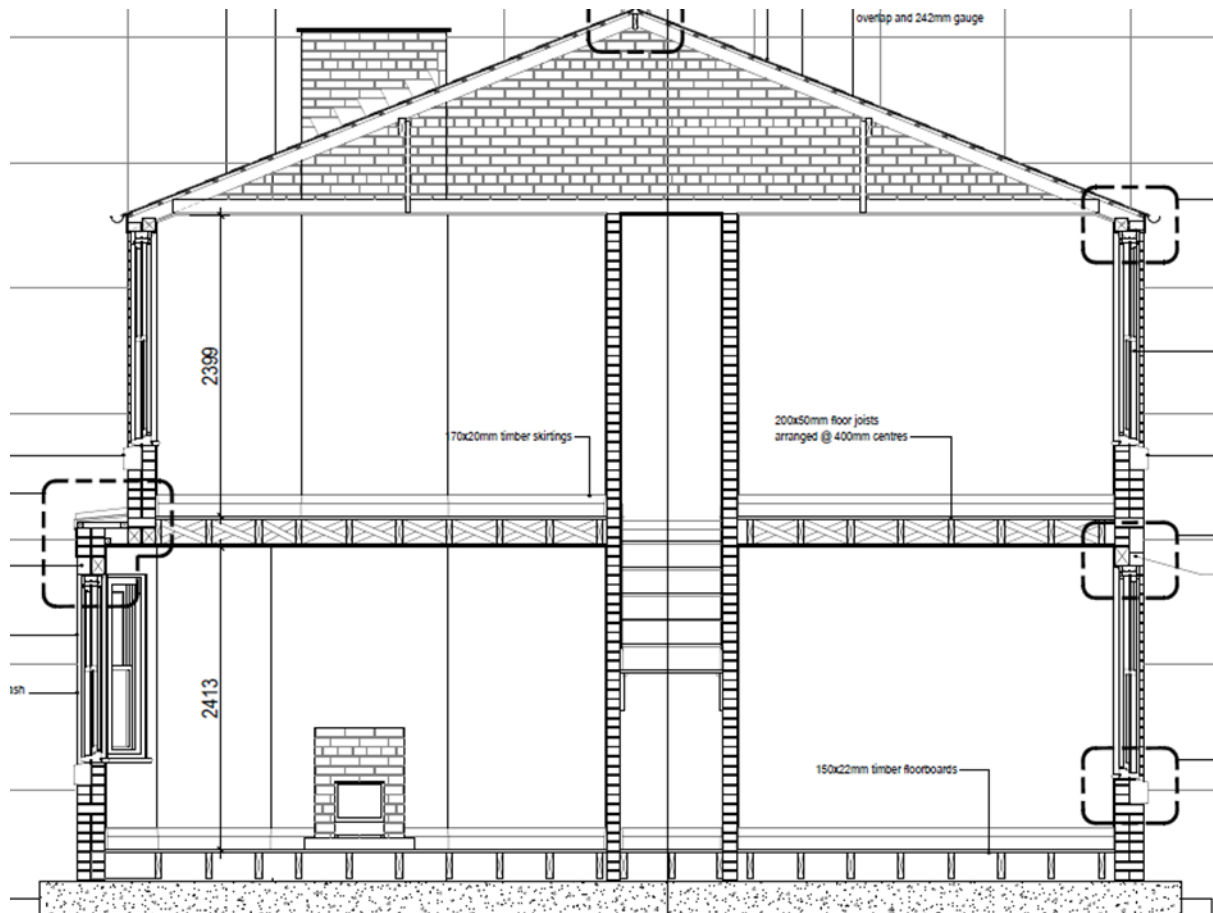 overlap and 242mm gauge
2399
170x20mm timber skirtings
200x50mm floor joists
arranged @ 400mm centres
2413
150x22mm timber floorboards